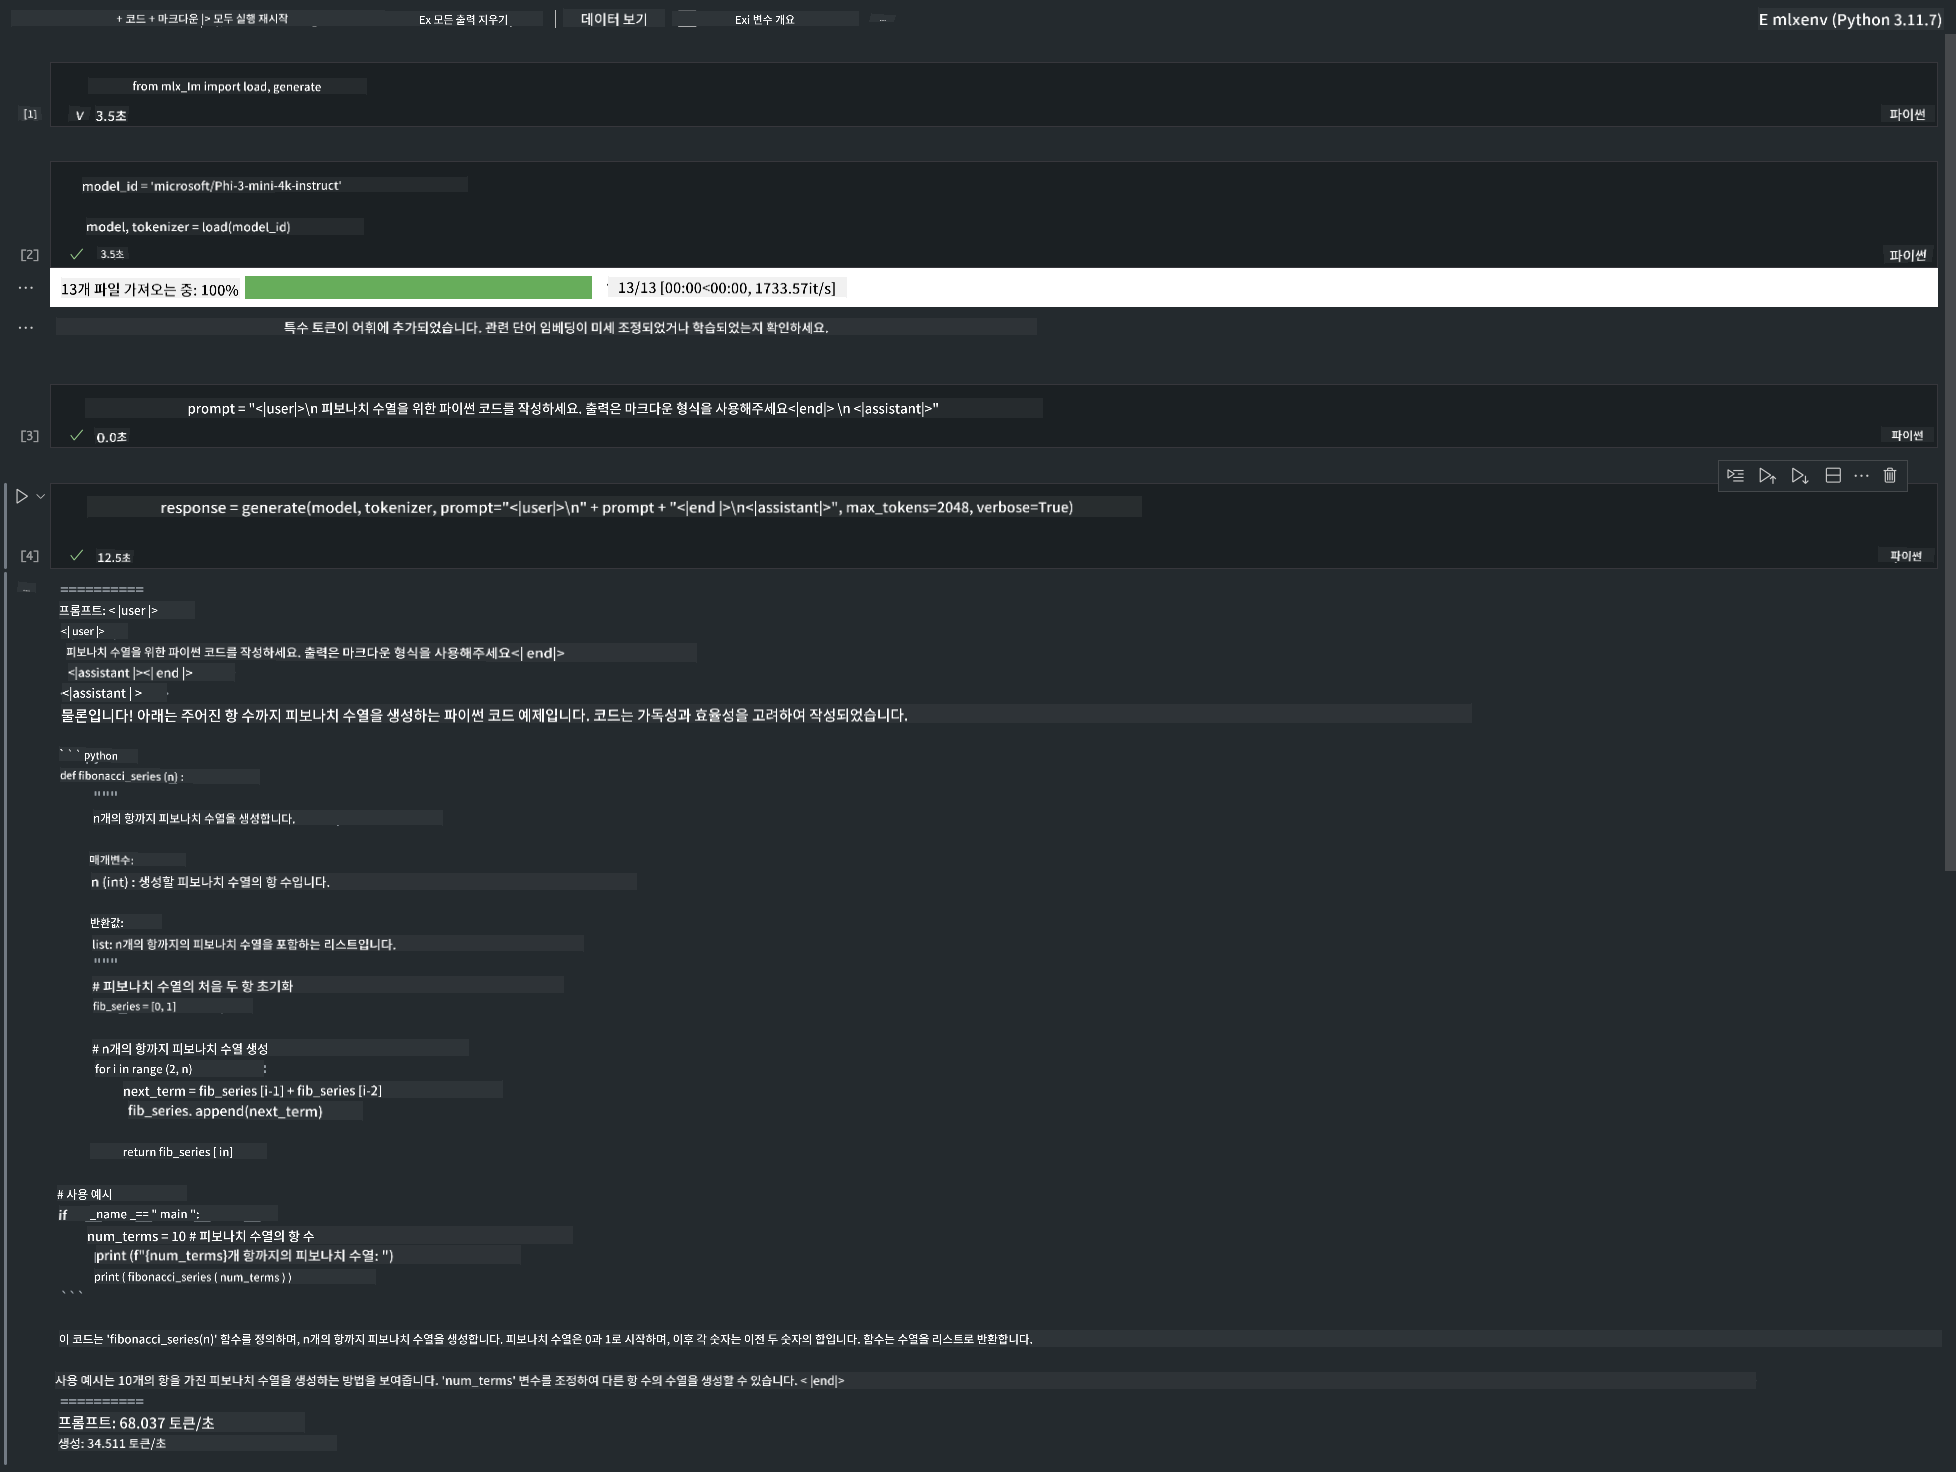 + 코드 + 마크다운 |> 모두 실행 재시작 Ex 모든 출력 지우기 데이터 보기 Exi 변수 개요 ... E mlxenv (Python 3.11.7)
from mlx_Im import load, generate
[1] V 3.5초 파이썬
model_id = 'microsoft/Phi-3-mini-4k-instruct'
model, tokenizer = load(model_id)
[2] 3.5초 파이썬
... 13개 파일 가져오는 중: 100% 13/13 [00:00<00:00, 1733.57it/s]
... 특수 토큰이 어휘에 추가되었습니다. 관련 단어 임베딩이 미세 조정되었거나 학습되었는지 확인하세요.
prompt = "<|user|>\n 피보나치 수열을 위한 파이썬 코드를 작성하세요. 출력은 마크다운 형식을 사용해주세요<|end|> \n <|assistant|>"
[3] 0.0초 파이썬
response = generate(model, tokenizer, prompt="<|user|>\n" + prompt + "<|end |>\n<|assistant|>", max_tokens=2048, verbose=True)
[4] 12.5초 파이썬
... ==========
프롬프트: < |user |>
<| user |>
피보나치 수열을 위한 파이썬 코드를 작성하세요. 출력은 마크다운 형식을 사용해주세요<| end|>
<|assistant |><| end |>
<|assistant | >
물론입니다! 아래는 주어진 항 수까지 피보나치 수열을 생성하는 파이썬 코드 예제입니다. 코드는 가독성과 효율성을 고려하여 작성되었습니다.
```python
def fibonacci_series (n) :
"""
n개의 항까지 피보나치 수열을 생성합니다.
매개변수:
n (int) : 생성할 피보나치 수열의 항 수입니다.
반환값:
list: n개의 항까지의 피보나치 수열을 포함하는 리스트입니다.
"""
# 피보나치 수열의 처음 두 항 초기화
fib_series = [0, 1]
# n개의 항까지 피보나치 수열 생성
for i in range (2, n) :
next_term = fib_series [i-1] + fib_series [i-2]
fib_series. append(next_term)
return fib_series [ in]
# 사용 예시
if _name _== " main ":
num_terms = 10 # 피보나치 수열의 항 수
print (f"{num_terms}개 항까지의 피보나치 수열: ")
print ( fibonacci_series ( num_terms ) )
```
이 코드는 'fibonacci_series(n)' 함수를 정의하며, n개의 항까지 피보나치 수열을 생성합니다. 피보나치 수열은 0과 1로 시작하며, 이후 각 숫자는 이전 두 숫자의 합입니다. 함수는 수열을 리스트로 반환합니다.
사용 예시는 10개의 항을 가진 피보나치 수열을 생성하는 방법을 보여줍니다. 'num_terms' 변수를 조정하여 다른 항 수의 수열을 생성할 수 있습니다. < |end|>
==========
프롬프트: 68.037 토큰/초
생성: 34.511 토큰/초